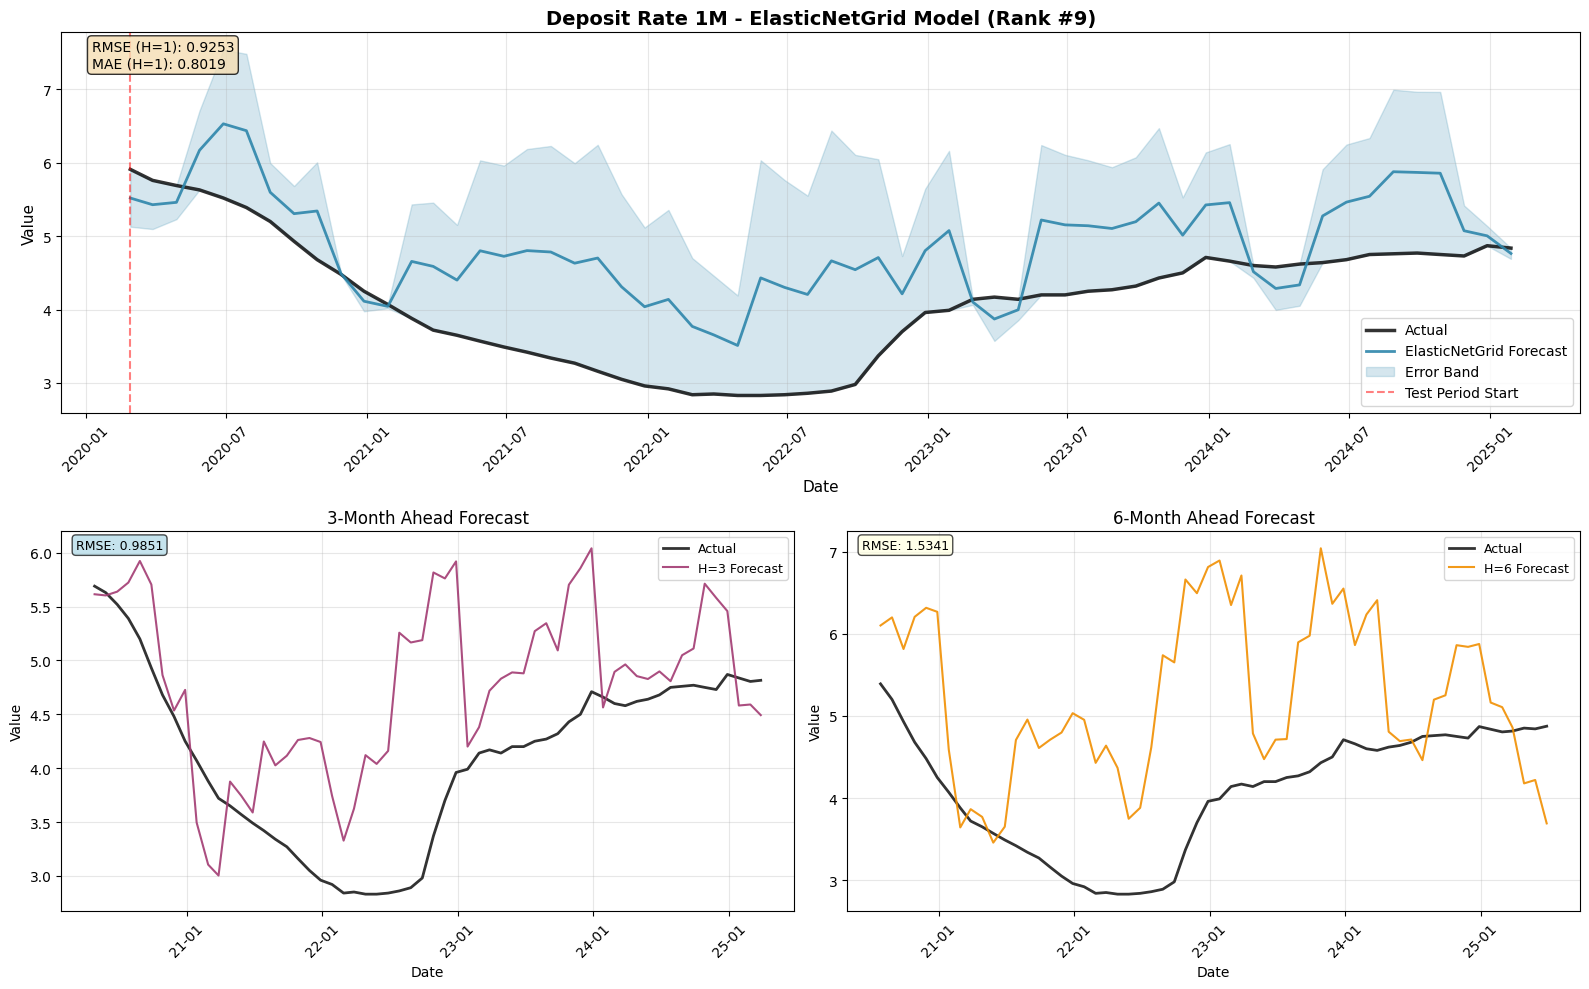 Deposit Rate 1M - ElasticNetGrid Model (Rank #9)
RMSE (H=1): 0.9253
MAE (H=1): 0.8019
Value
7
6
5
4
3
Actual
ElasticNetGrid Forecast
Error Band
Test Period Start
2020-01
2020-07
2021-01
2021-07
2022-01
2022-07
2023-01
2023-07
2024-01
2024-07
2025-01
Date
3-Month Ahead Forecast
RMSE: 0.9851
Actual
H=3 Forecast
Value
6.0
5.5
5.0
4.5
4.0
3.5
3.0
21-01
22-01
23-01
24-01
25-01
Date
6-Month Ahead Forecast
RMSE: 1.5341
Actual
H=6 Forecast
Value
7
6
5
4
3
21-01
22-01
23-01
24-01
25-01
Date